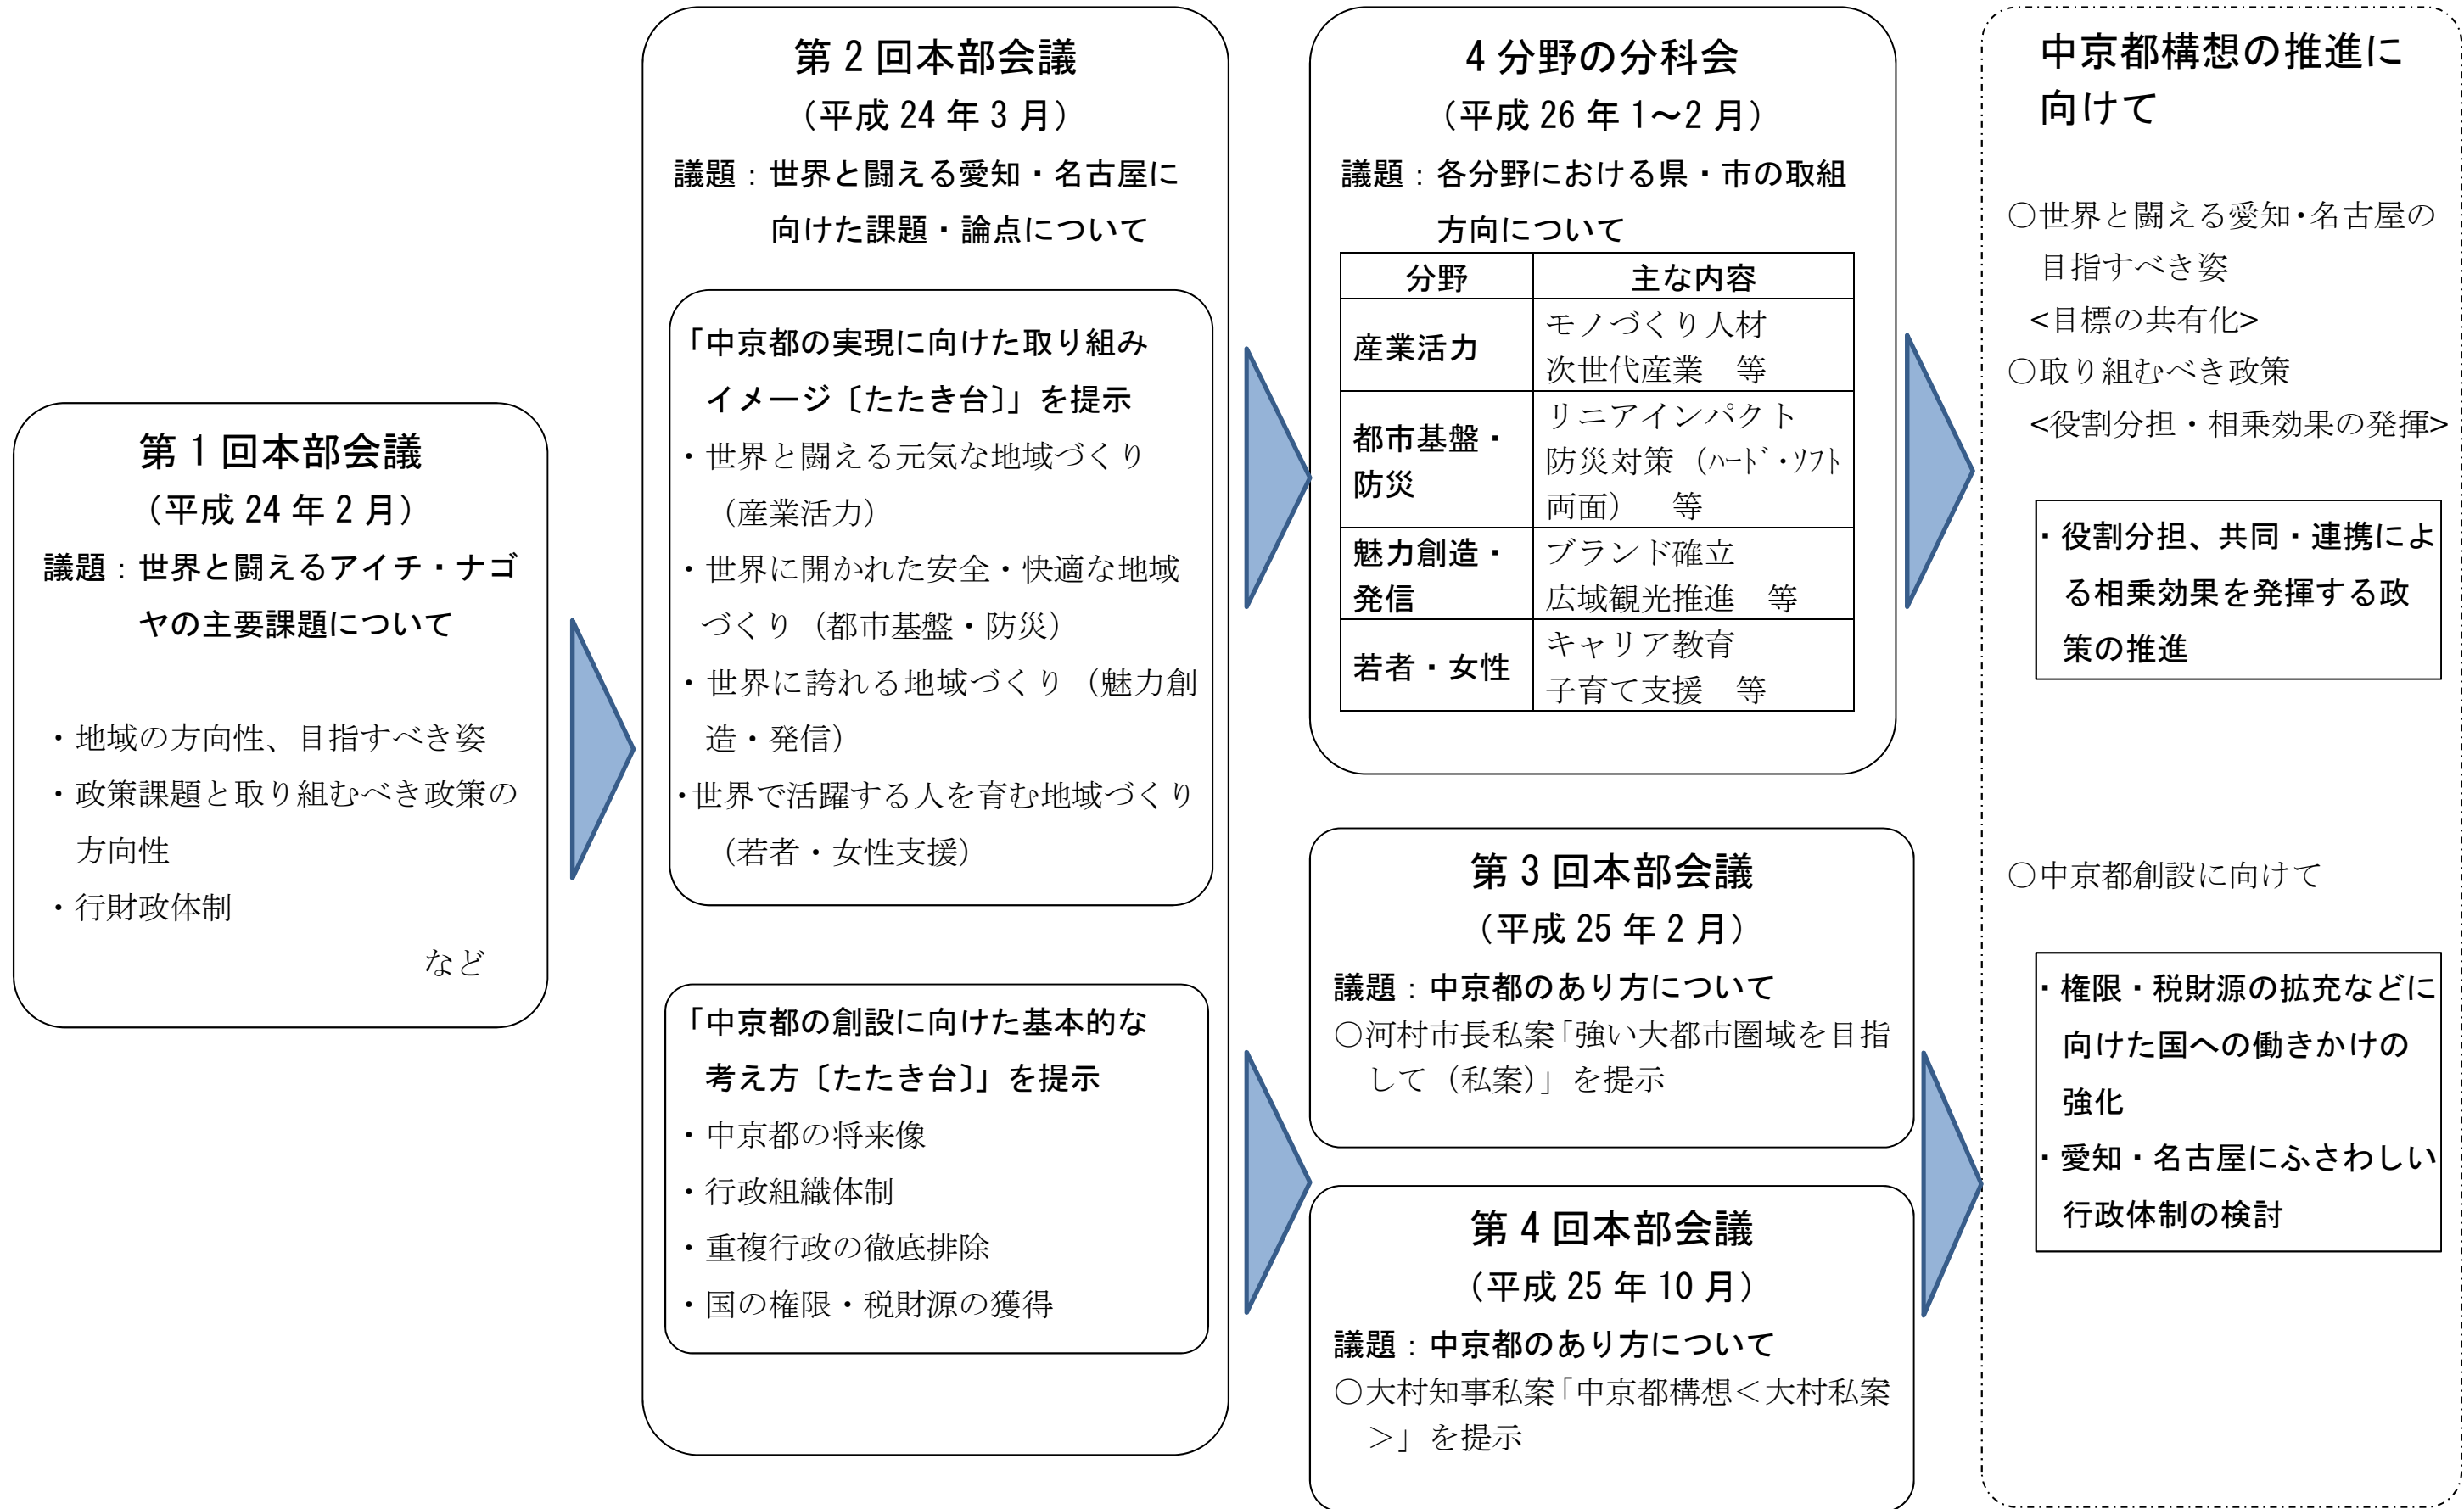 第1回本部会議
（平成24年2月）
議題：世界と闘えるアイチ・ナゴ
ヤの主要課題について
・地域の方向性、目指すべき姿
・政策課題と取り組むべき政策の
方向性
・行財政体制
など
第2回本部会議
（平成24年3月）
議題：世界と闘える愛知・名古屋に
向けた課題・論点について
「中京都の実現に向けた取り組み
イメージ〔たたき台〕」を提示
・世界と闘える元気な地域づくり
（産業活力）
・世界に開かれた安全・快適な地域
づくり（都市基盤・防災）
・世界に誇れる地域づくり（魅力創
造・発信）
・世界で活躍する人を育む地域づくり
（若者・女性支援）
「中京都の創設に向けた基本的な
考え方〔たたき台〕」を提示
・中京都の将来像
・行政組織体制
・重複行政の徹底排除
・国の権限・税財源の獲得
4分野の分科会
（平成26年1～2月）
議題：各分野における県・市の取組
方向について
分野 主な内容
産業活力
モノづくり人材
次世代産業　等
都市基盤・
防災
リニアインパクト
防災対策（ﾊｰﾄﾞ・ｿﾌﾄ
両面）　等
魅力創造・
発信
ブランド確立
広域観光推進　等
若者・女性
キャリア教育
子育て支援　等
第3回本部会議
（平成25年2月）
議題：中京都のあり方について
○河村市長私案「強い大都市圏域を目指
して（私案）」を提示
第4回本部会議
（平成25年10月）
議題：中京都のあり方について
○大村知事私案「中京都構想＜大村私案
＞」を提示
中京都構想の推進に
向けて
○世界と闘える愛知・名古屋の
目指すべき姿
<目標の共有化>
○取り組むべき政策
<役割分担・相乗効果の発揮>
・役割分担、共同・連携によ
る相乗効果を発揮する政
策の推進
○中京都創設に向けて
・権限・税財源の拡充などに
向けた国への働きかけの
強化
・愛知・名古屋にふさわしい
行政体制の検討